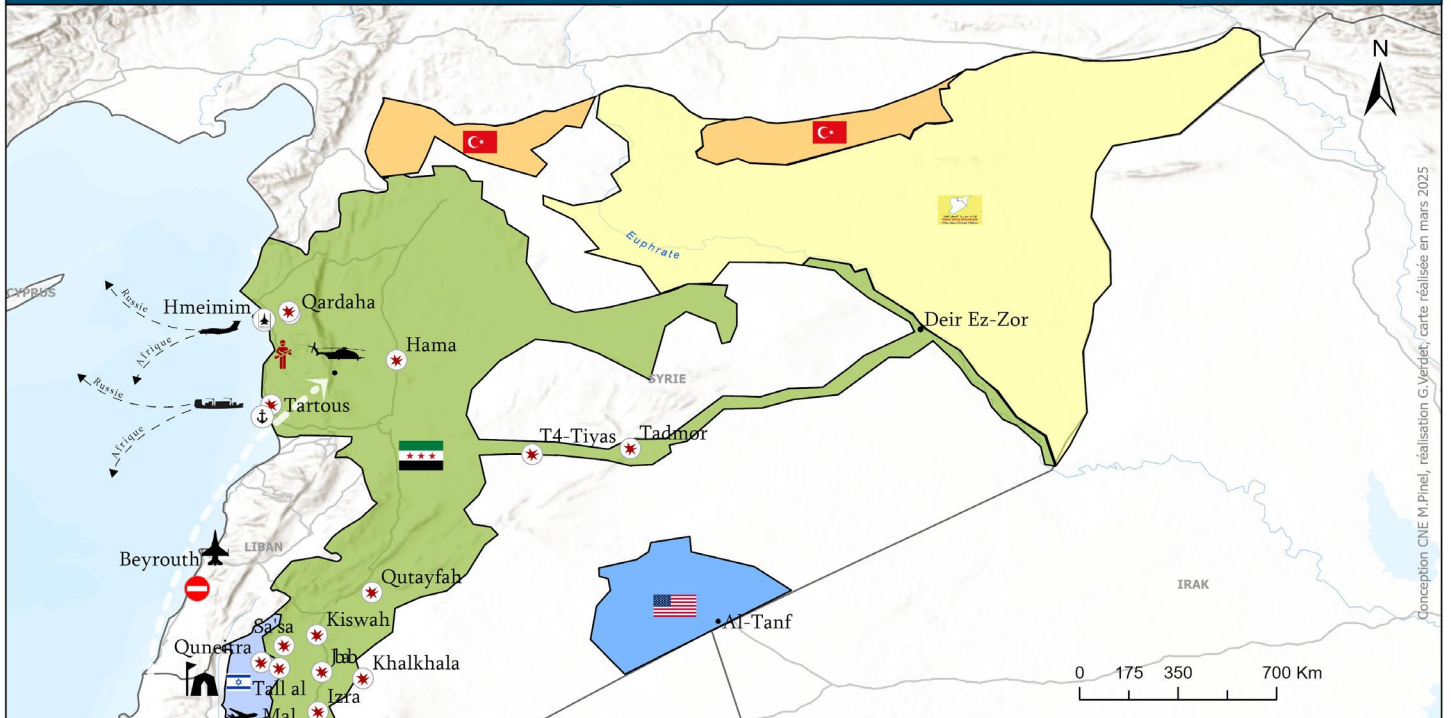 N
CYPRUS
Russie
Hmeimim
Qardaha
Afrique
Hama
Russie
Tartous
Afrique
Euphrate
Deir Ez-Zor
SYRIE
T4-Tiyas
Tadmor
Beyrouth
LIBAN
Qutayfah
Sa'sa
Kiswah
Quneitra
Khalkhala
Tall al
Izra
Mal
Al-Tanf
IRAK
0 175 350 700 Km
Conception CNE M.Pinel, réalisation G.Verdet, carte réalisée en mars 2025